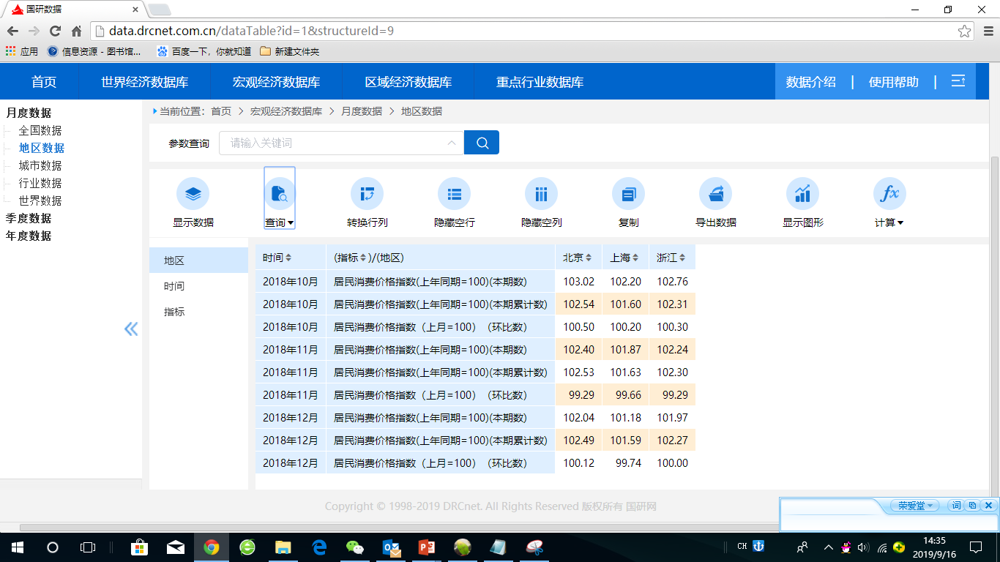 国研数据
data.drcnet.com.cn/dataTable?id=1&structureId=9
应用 信息资源 - 图书馆... 百度一下，你就知道 新建文件夹
首页 世界经济数据库 宏观经济数据库 区域经济数据库 重点行业数据库 数据介绍 | 使用帮助 |
月度数据
全国数据
地区数据
城市数据
行业数据
世界数据
季度数据
年度数据
当前位置： 首页 > 宏观经济数据库 > 月度数据 > 地区数据
参数查询 请输入关键词
显示数据 查询 转换行列 隐藏空行 隐藏空列 复制 导出数据 显示图形 fx 计算
地区
时间
指标
时间 (指标)/(地区) 北京 上海 浙江
2018年10月 居民消费价格指数(上年同期=100)(本期数) 103.02 102.20 102.76
2018年10月 居民消费价格指数(上年同期=100)(本期累计数) 102.54 101.60 102.31
2018年10月 居民消费价格指数（上月=100）（环比数） 100.50 100.20 100.30
2018年11月 居民消费价格指数(上年同期=100)(本期数) 102.40 101.87 102.24
2018年11月 居民消费价格指数(上年同期=100)(本期累计数) 102.53 101.63 102.30
2018年11月 居民消费价格指数（上月=100）（环比数） 99.29 99.66 99.29
2018年12月 居民消费价格指数(上年同期=100)(本期数) 102.04 101.18 101.97
2018年12月 居民消费价格指数(上年同期=100)(本期累计数) 102.49 101.59 102.27
2018年12月 居民消费价格指数（上月=100）（环比数） 100.12 99.74 100.00
Copyright © 1998-2019 DRCnet. All Rights Reserved 版权所有 国研网
荣爱堂 词
CH 14:35
2019/9/16